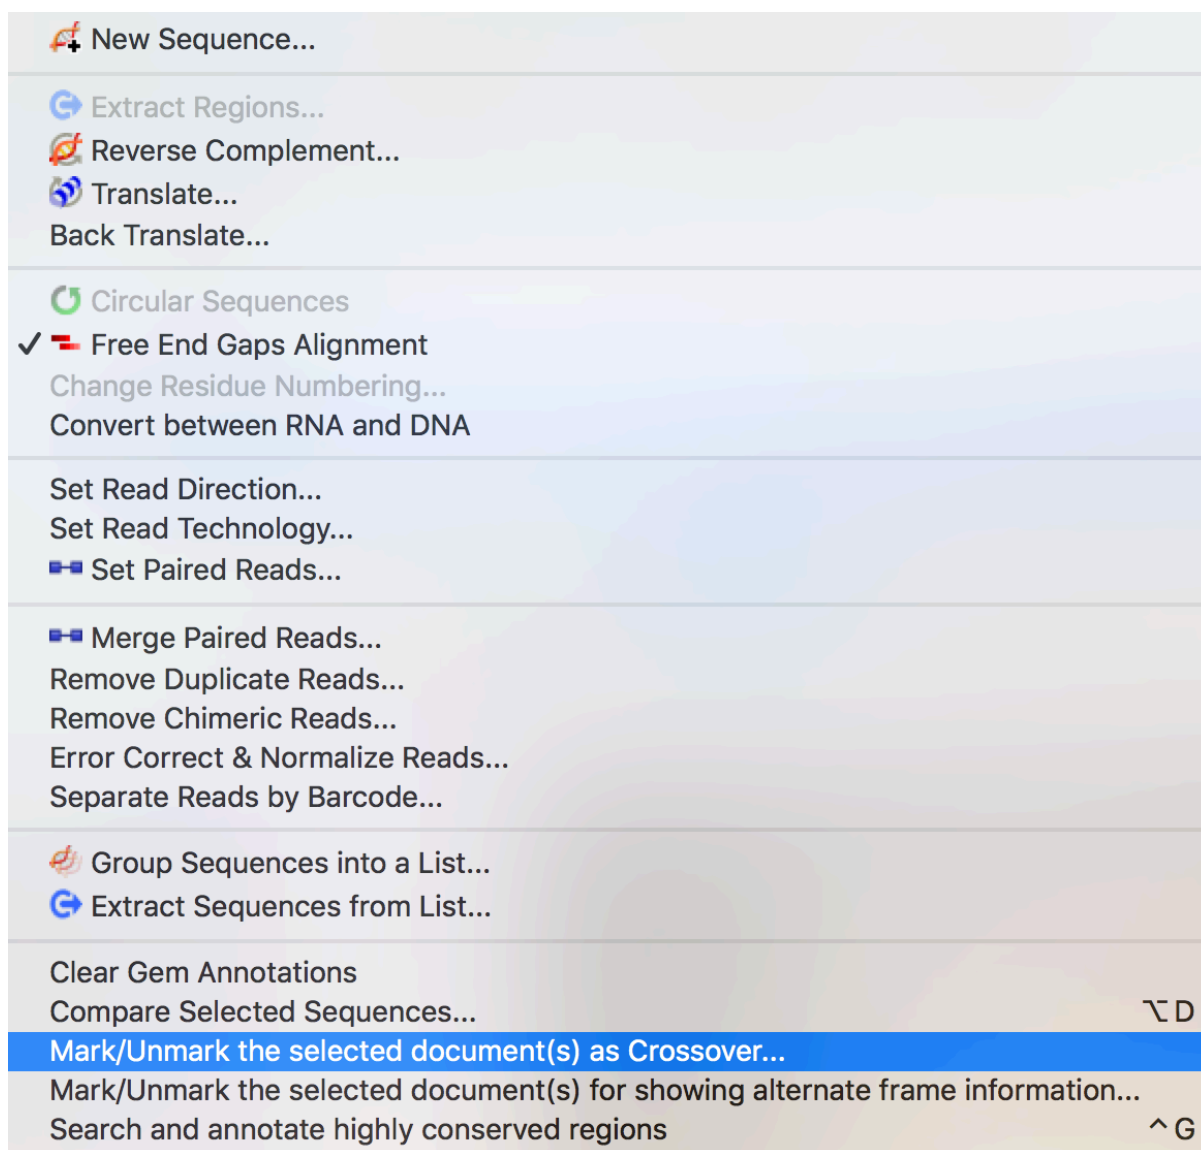 New Sequence...
Extract Regions...
Reverse Complement...
Translate...
Back Translate...
Circular Sequences
✓ Free End Gaps Alignment
Change Residue Numbering...
Convert between RNA and DNA
Set Read Direction...
Set Read Technology...
Set Paired Reads...
Merge Paired Reads...
Remove Duplicate Reads...
Remove Chimeric Reads...
Error Correct & Normalize Reads...
Separate Reads by Barcode...
Group Sequences into a List...
Extract Sequences from List...
Clear Gem Annotations
Compare Selected Sequences... ⌥D
Mark/Unmark the selected document(s) as Crossover...
Mark/Unmark the selected document(s) for showing alternate frame information...
Search and annotate highly conserved regions ^G